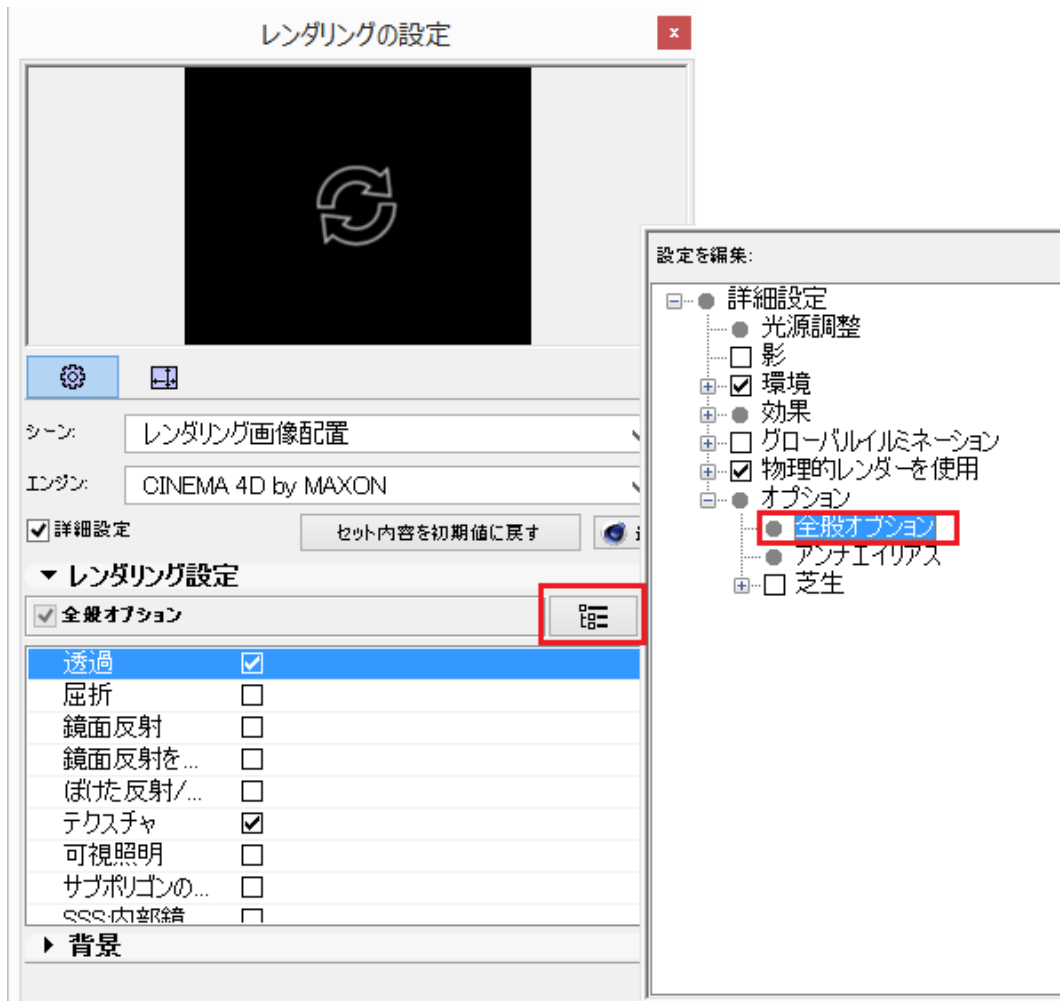 レンダリングの設定
x
シーン:
レンダリング画像配置
エンジン:
CINEMA 4D by MAXON
詳細設定
セット内容を初期値に戻す
レンダリング設定
全般オプション
透過
屈折
鏡面反射
鏡面反射を...
ぼけた反射/...
テクスチャ
可視照明
サブポリゴンの...
SSS:内部鏡
背景
設定を編集:
詳細設定
光源調整
影
環境
効果
グローバルイルミネーション
物理的レンダーを使用
オプション
全般オプション
アンチエイリアス
芝生